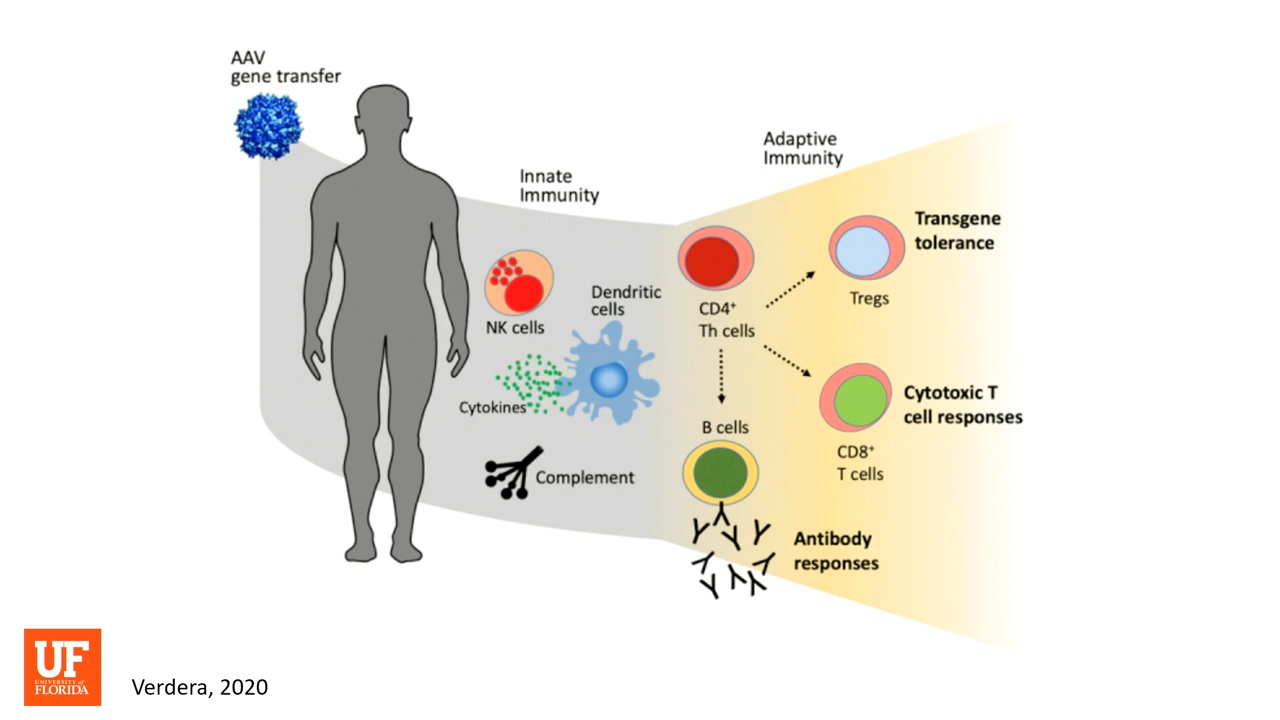 AAV
gene transfer
Innate
Immunity
Adaptive
Immunity
NK cells
Dendritic
cells
Cytokines
Complement
CD4⁺
Th cells
B cells
Transgene
tolerance
Tregs
Cytotoxic T
cell responses
CD8⁺
T cells
Antibody
responses
UF
UNIVERSITY of
FLORIDA
Verdera, 2020